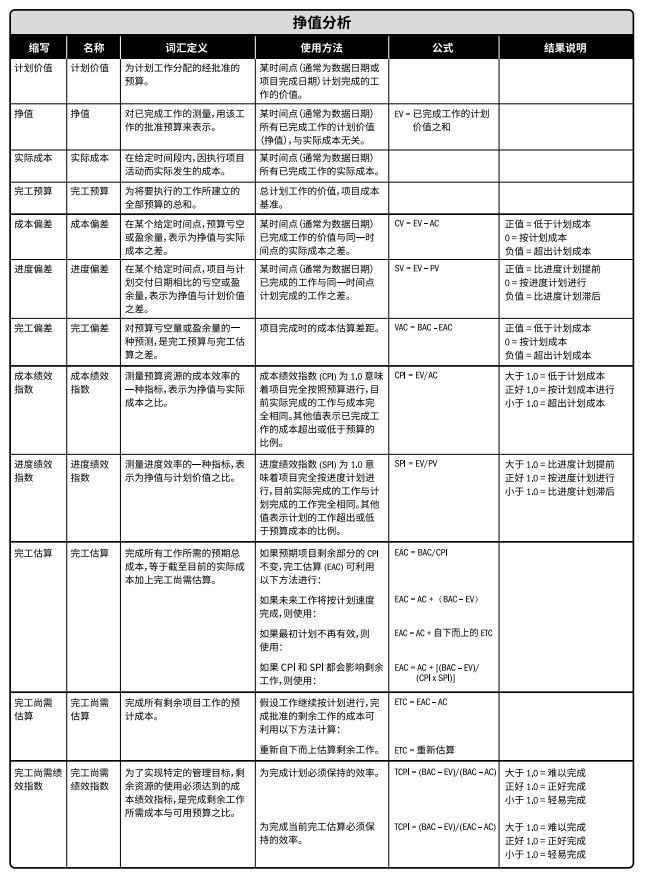 挣值分析
缩写 名称 词汇定义 使用方法 公式 结果说明
计划价值 计划价值 为计划工作分配的经批准的 某时间点(通常为数据日期或
预算。 项目完成日期)计划完成的工
作的价值。
挣值 挣值 对已完成工作的测量,用该工 某时间点(通常为数据日期) EV = 已完成工作的计划
作的批准预算来表示。 所有已完成工作的计划价值 价值之和
(挣值),与实际成本无关。
实际成本 实际成本 在给定时间段内,因执行项目 某时间点(通常为数据日期)
活动而实际发生的成本。 所有已完成工作的实际成本。
完工预算 完工预算 为将要执行的工作所建立的 总计划工作的价值,项目成本
全部预算的总和。 基准。
成本偏差 成本偏差 在某个给定时间点,预算亏空 某时间点(通常为数据日期) CV = EV – AC 正值 = 低于计划成本
或盈余量,表示为挣值与实际 已完成工作的价值与同一时 0 = 按计划成本
成本之差。 间点的实际成本之差。 负值 = 超出计划成本
进度偏差 进度偏差 在某个给定时间点,项目与计 某时间点(通常为数据日期) SV = EV – PV 正值 = 比进度计划提前
划交付日期相比的亏空或盈 已完成的工作与同一时间点 0 = 按进度计划进行
余量,表示为挣值与计划价值 计划完成的工作之差。 负值 = 比进度计划滞后
之差。
完工偏差 完工偏差 对预算亏空量或盈余量的一 项目完成时的成本估算差距。 VAC = BAC – EAC 正值 = 低于计划成本
种预测,是完工预算与完工估 0 = 按计划成本
算之差。 负值 = 超出计划成本
成本绩效 成本绩效 测量预算资源的成本效率的 成本绩效指数 (CPI) 为 1.0 意味 CPI = EV/AC 大于 1.0 = 低于计划成本
指数 指数 一种指标,表示为挣值与实际 着项目完全按照预算进行,目 正好 1.0 = 按计划成本进行
成本之比。 前实际完成的工作与成本完 小于 1.0 = 超出计划成本
全相同。其他值表示已完成工
作的成本超出或低于预算的
比例。
进度绩效 进度绩效 测量进度效率的一种指标,表 进度绩效指数 (SPI) 为 1.0 意 SPI = EV/PV 大于 1.0 = 比进度计划提前
指数 指数 示为挣值与计划价值之比。 味着项目完全按进度计划进 正好 1.0 = 按进度计划进行
行,目前实际完成的工作与计 小于 1.0 = 比进度计划滞后
划完成的工作完全相同。其他
值表示计划的工作超出或低
于预算成本的比例。
完工估算 完工估算 完成所有工作所需的预期总 如果预期项目剩余部分的 CPI EAC = BAC/CPI
成本,等于截至目前的实际成 不变,完工估算 (EAC) 可利用
本加上完工尚需估算。 以下方法进行:
如果未来工作将按计划速度 EAC = AC + (BAC – EV)
完成,则使用:
如果最初计划不再有效,则 EAC = AC + 自下而上的 ETC
使用:
如果 CPI 和 SPI 都会影响剩余 EAC = AC + [(BAC – EV)/
工作,则使用: (CPI x SPI)]
完工尚需 完工尚需 完成所有剩余项目工作的预 假设工作继续按计划进行,完 ETC = EAC – AC
估算 估算 计成本。 成批准的剩余工作的成本可
利用以下方法计算:
重新自下而上估算剩余工作。 ETC = 重新估算
完工尚需绩 完工尚需 为了实现特定的管理目标,剩 为完成计划必须保持的效率。 TCPI = (BAC – EV)/(BAC – AC) 大于 1.0 = 难以完成
效指数 绩效指数 余资源的使用必须达到的成 正好 1.0 = 正好完成
本绩效指标,是完成剩余工作 小于 1.0 = 轻易完成
所需成本与可用预算之比。
为完成当前完工估算必须保 TCPI = (BAC – EV)/(EAC – AC) 大于 1.0 = 难以完成
持的效率。 正好 1.0 = 正好完成
小于 1.0 = 轻易完成